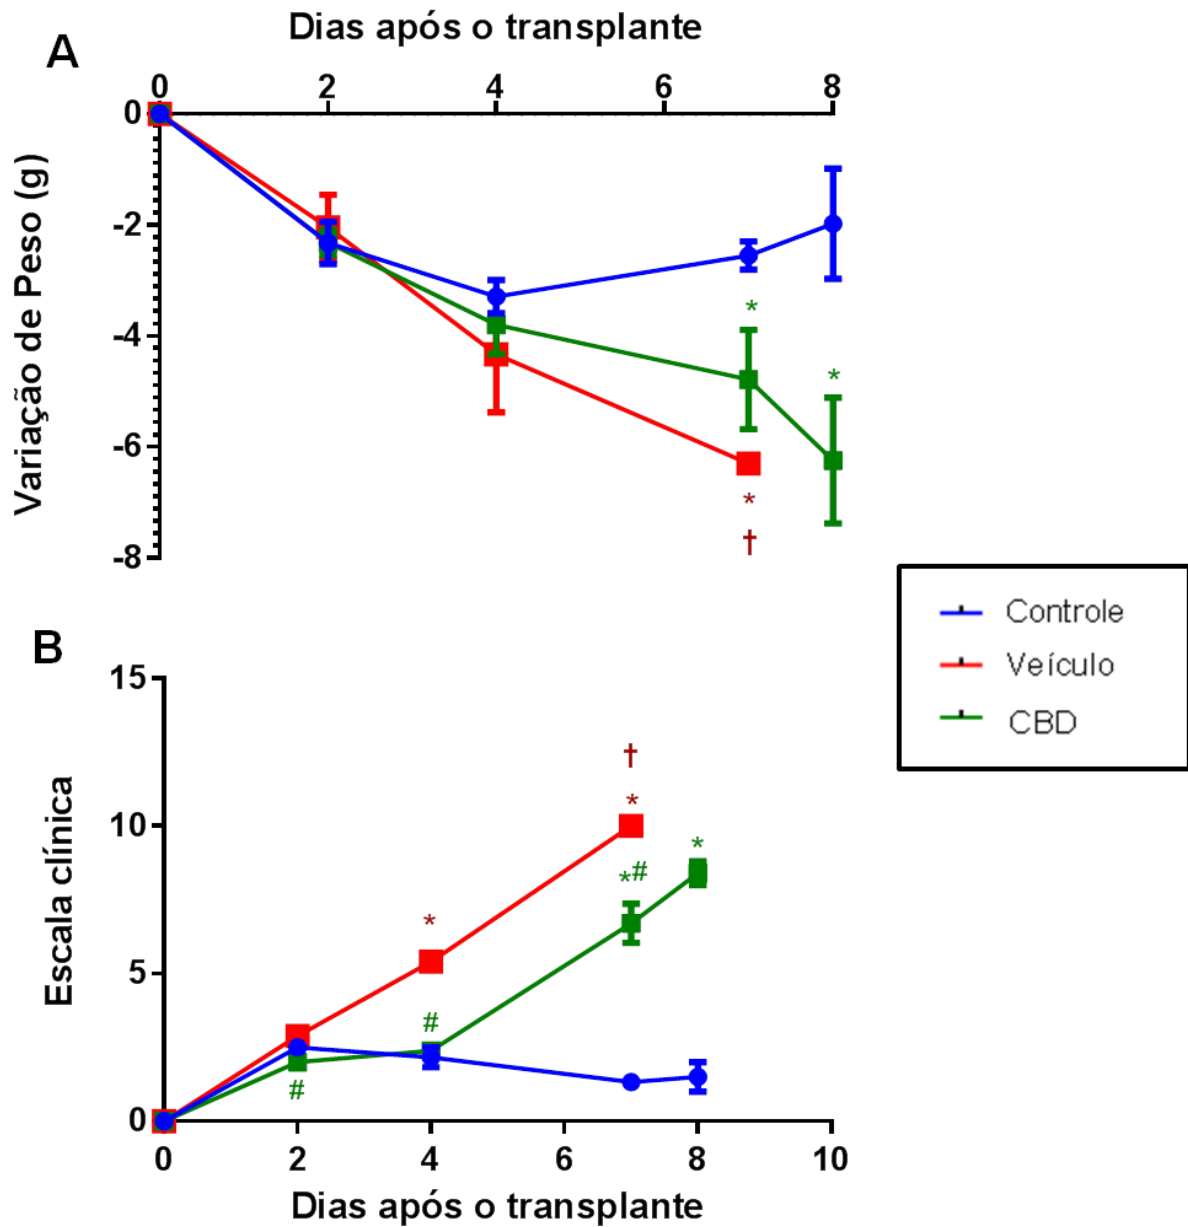 Dias após o transplante
A
0 2 4 6 8
0
-2
-4
-6
-8
Variação de Peso (g)
*
*
*
†
Controle
Veículo
CBD
B
15
10
5
0
Escala clínica
†
*
*
*#
*
#
#
0 2 4 6 8 10
Dias após o transplante